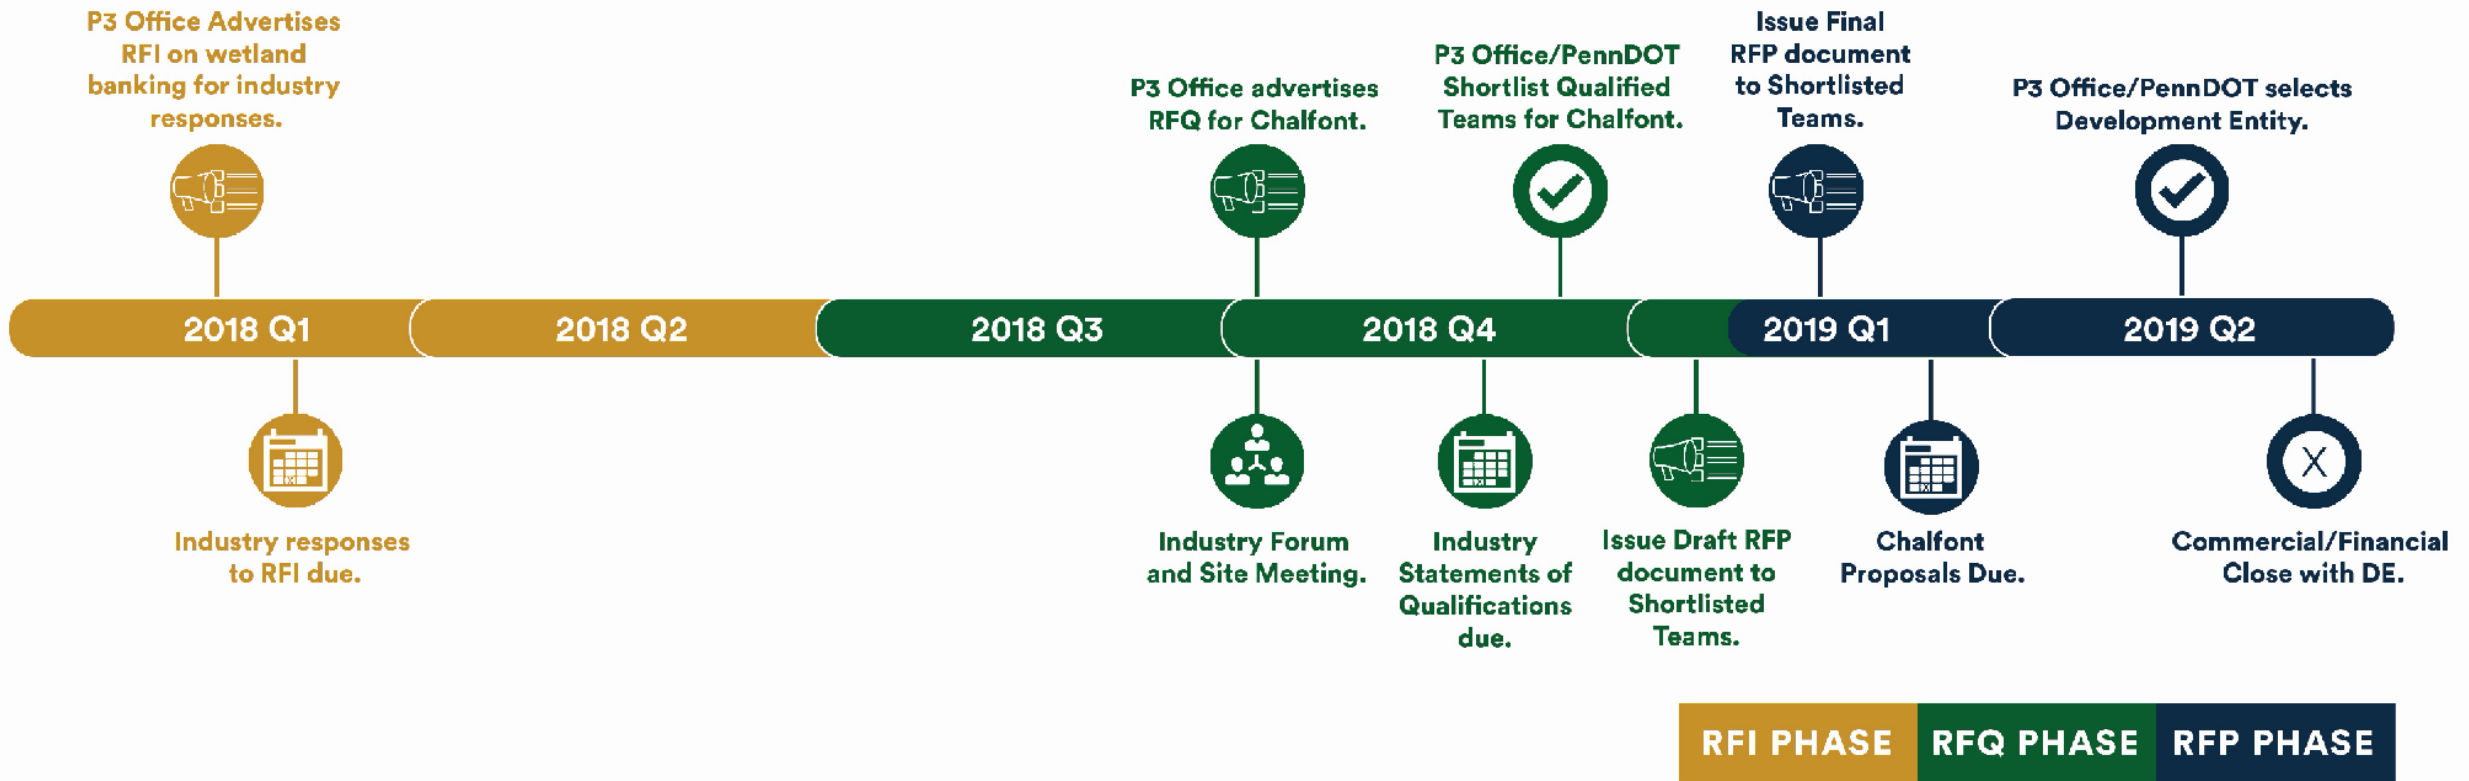 P3 Office Advertises
RFI on wetland
banking for industry
responses.
P3 Office advertises
RFQ for Chalfont.
P3 Office/PennDOT
Shortlist Qualified
Teams for Chalfont.
Issue Final
RFP document
to Shortlisted
Teams.
P3 Office/PennDOT selects
Development Entity.
2018 Q1
2018 Q2
2018 Q3
2018 Q4
2019 Q1
2019 Q2
X
Industry responses
to RFI due.
Industry Forum
and Site Meeting.
Industry
Statements of
Qualifications
due.
Issue Draft RFP
document to
Shortlisted
Teams.
Chalfont
Proposals Due.
Commercial/Financial
Close with DE.
RFI PHASE
RFQ PHASE
RFP PHASE